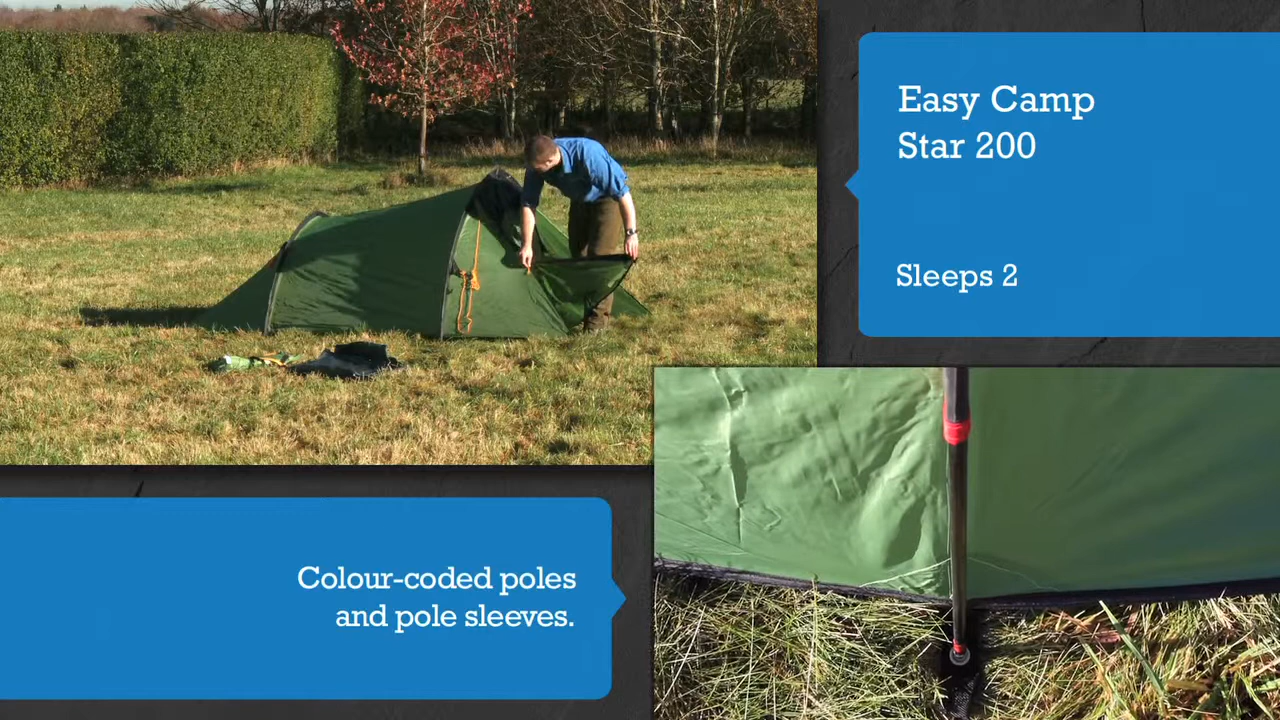 Easy Camp
Star 200
Sleeps 2
Colour-coded poles
and pole sleeves.